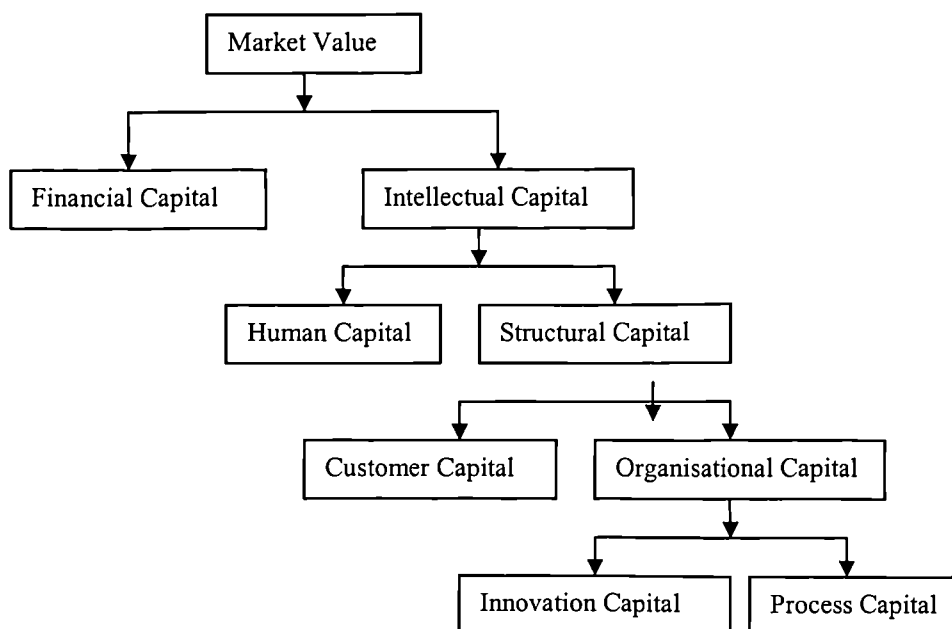 Market Value
Financial Capital
Intellectual Capital
Human Capital
Structural Capital
Customer Capital
Organisational Capital
Innovation Capital
Process Capital